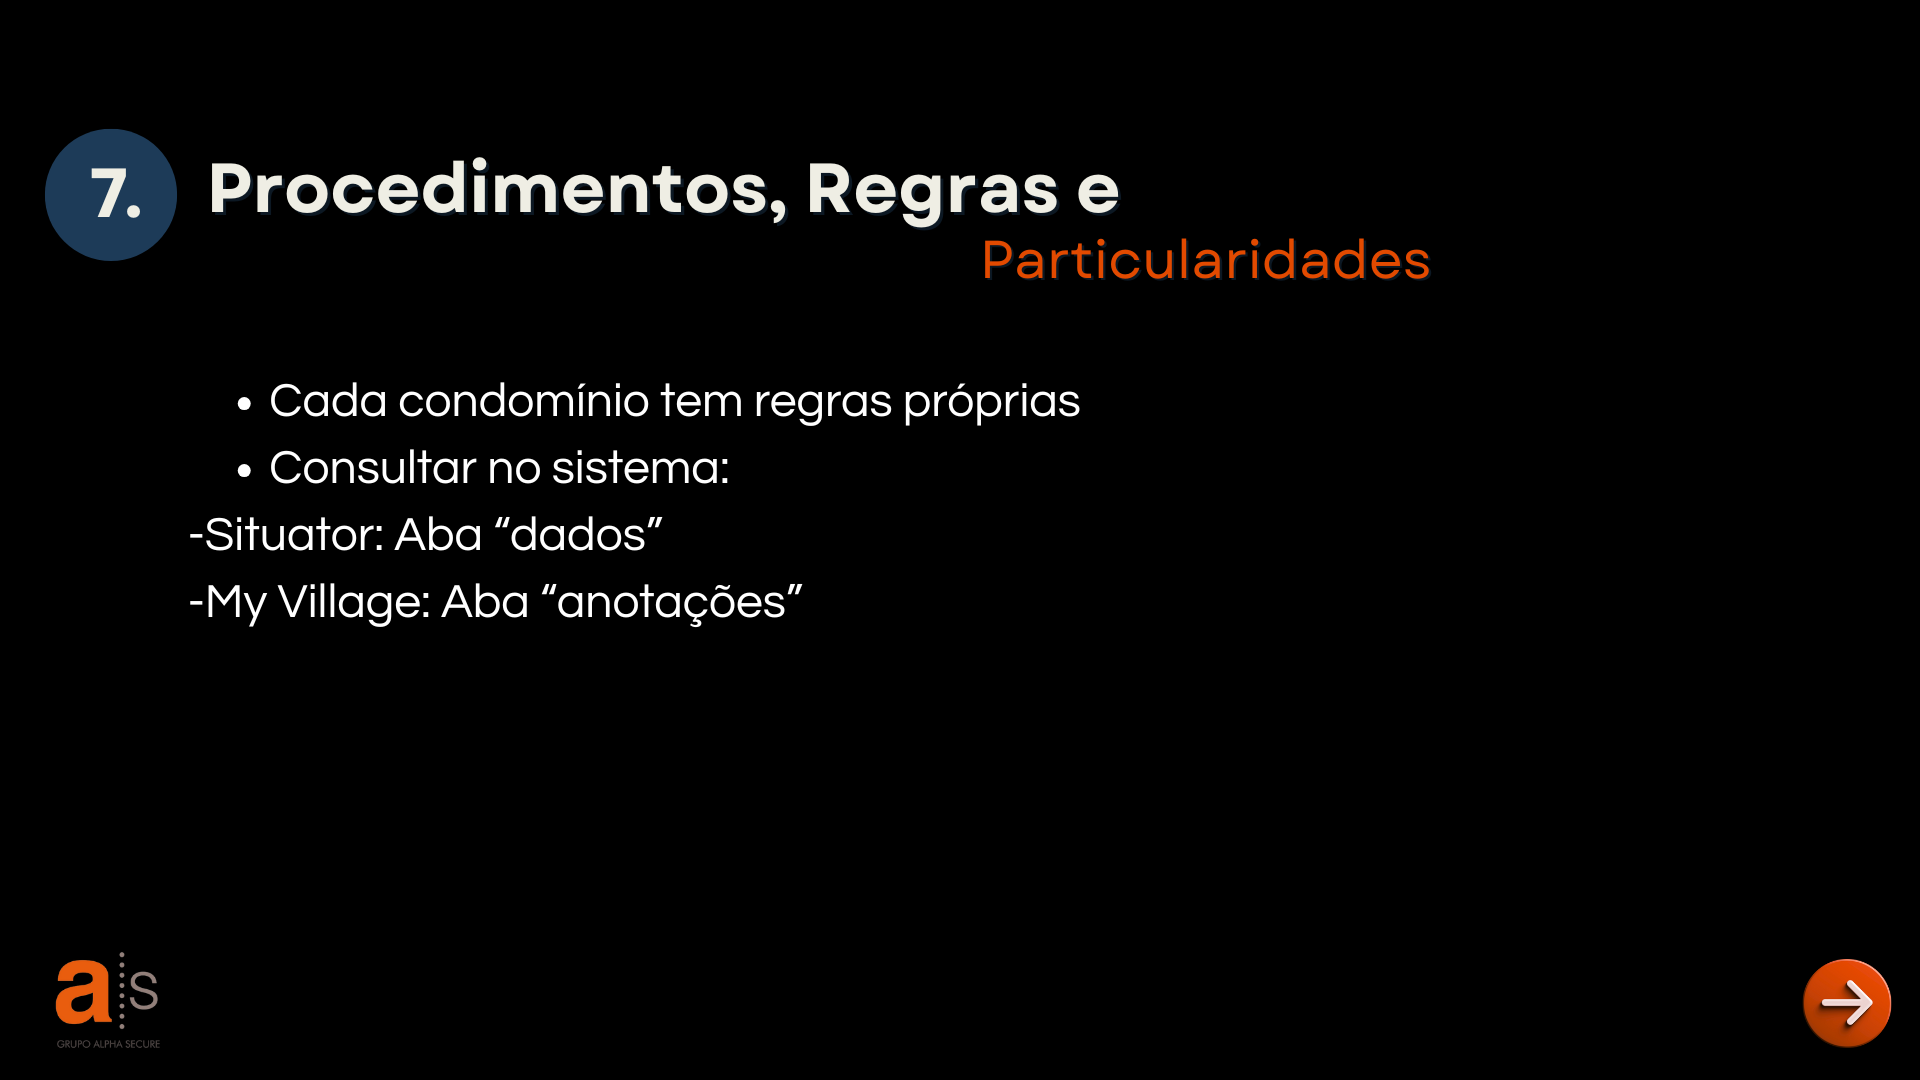 7.
Procedimentos, Regras e
Particularidades
• Cada condomínio tem regras próprias
• Consultar no sistema:
-Situator: Aba “dados”
-My Village: Aba “anotações”
a s
GRUPO ALPHA SECURE